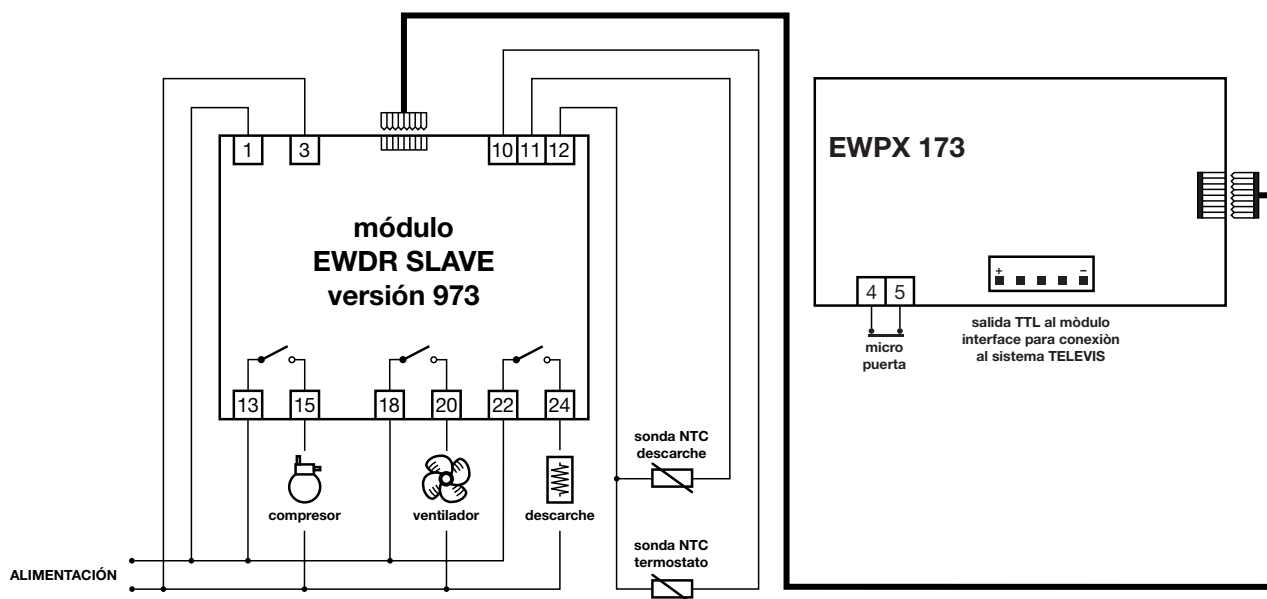 1 3 10 11 12
EWPX 173
módulo
EWDR SLAVE
versión 973
+ −
4 5
salida TTL al mòdulo
interface para conexiòn
al sistema TELEVIS
micro
puerta
13 15 18 20 22 24
sonda NTC
descarche
compresor
ventilador
descarche
sonda NTC
termostato
ALIMENTACIÓN